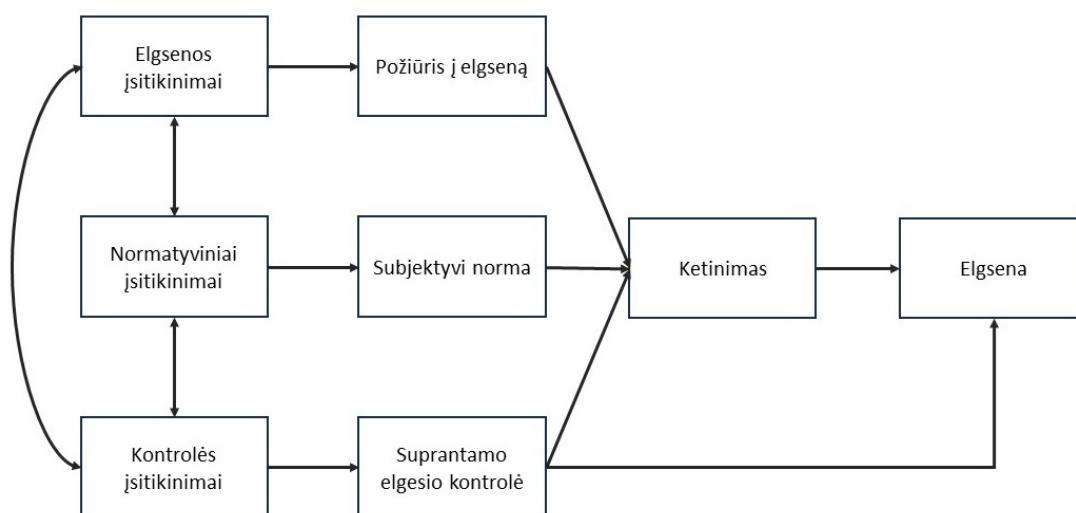 Elgsenos
įsitikinimai
Požiūris į elgseną
Normatyviniai
įsitikinimai
Subjektyvi norma
Ketinimas
Elgsena
Kontrolės
įsitikinimai
Suprantamo
elgesio kontrolė